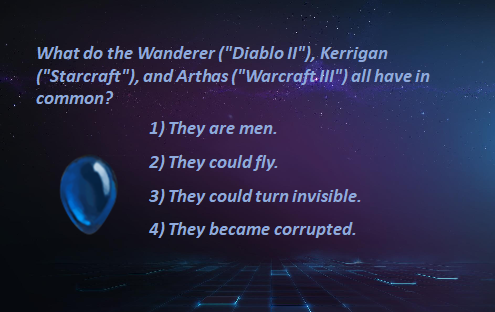 What do the Wanderer ("Diablo II"), Kerrigan
("Starcraft"), and Arthas ("Warcraft III") all have in
common?
1) They are men.
2) They could fly.
3) They could turn invisible.
4) They became corrupted.